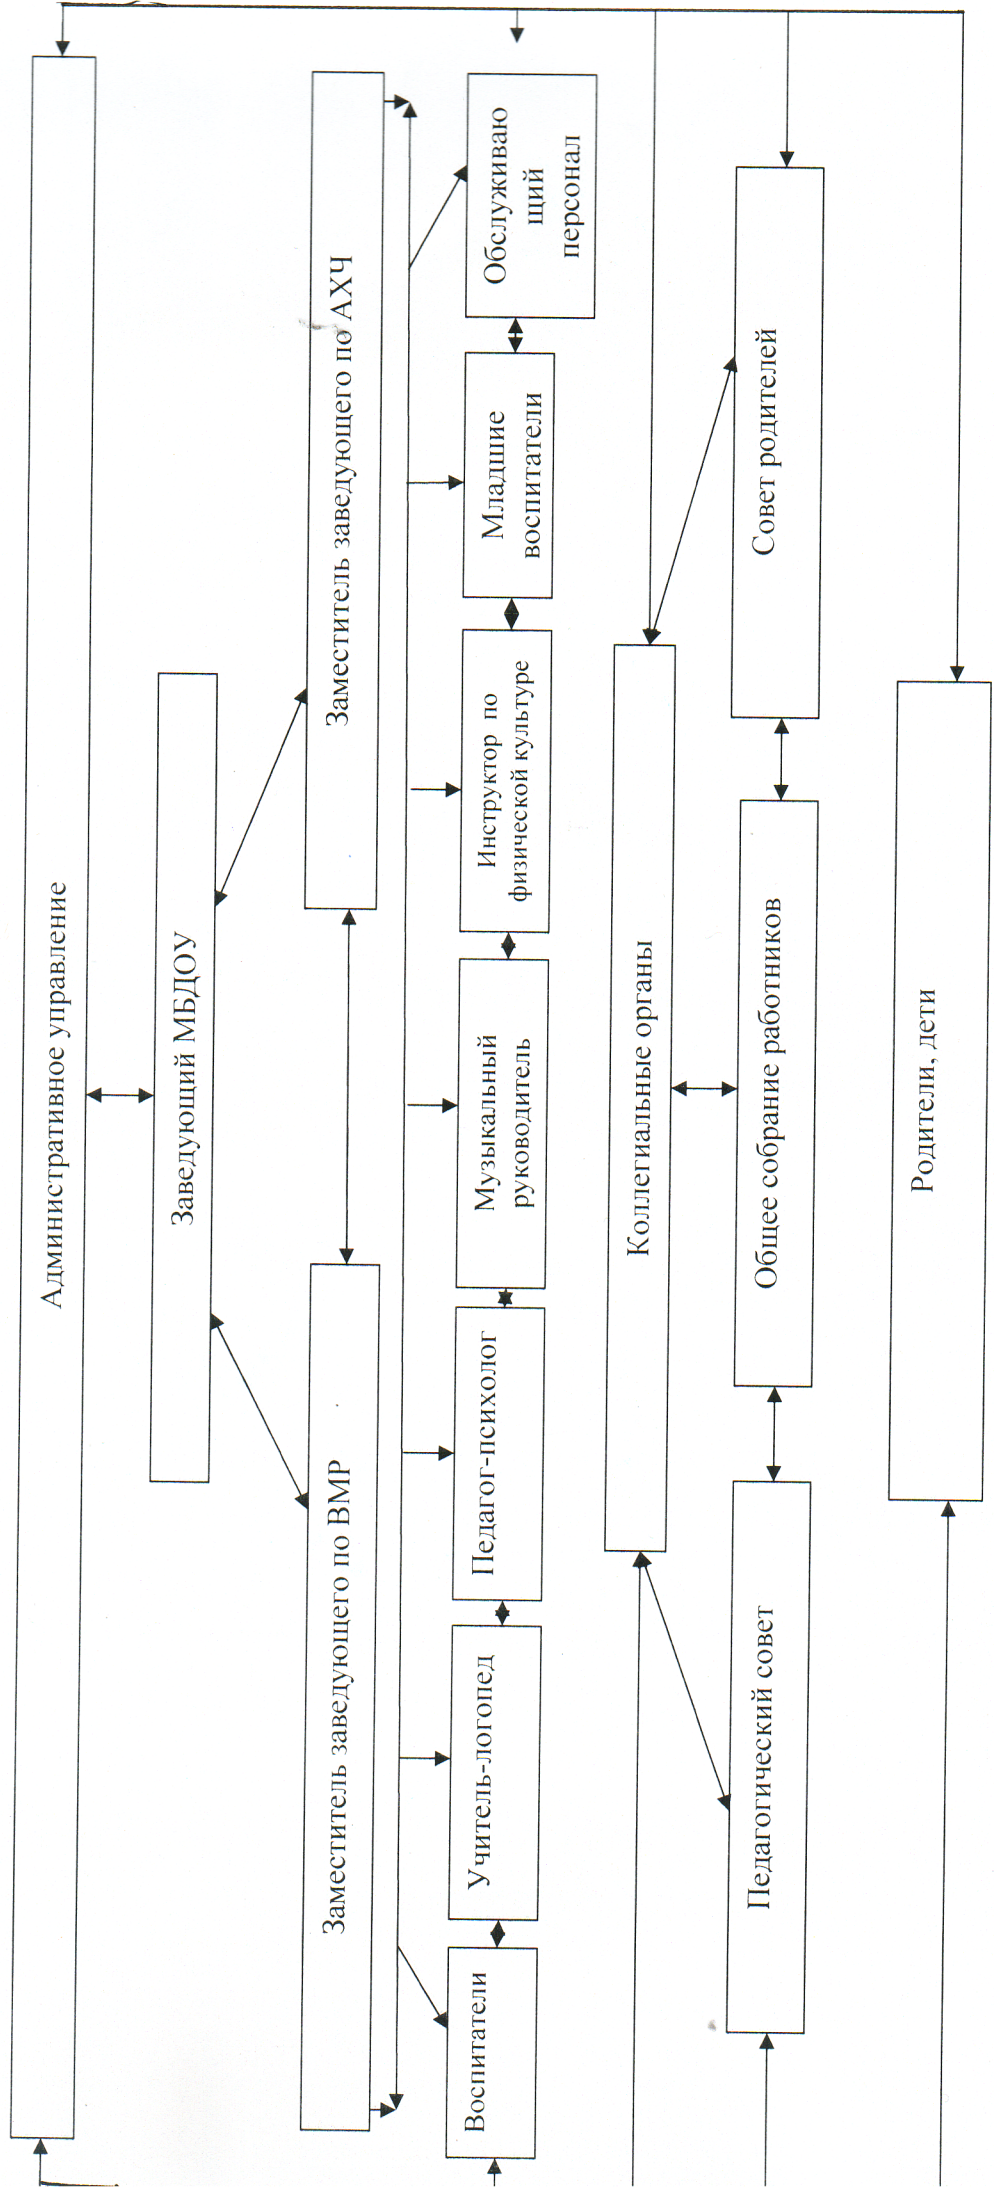 Административное управление
Заведующий МБДОУ
Заместитель заведующего по ВМР
Заместитель заведующего по АХЧ
Воспитатели
Учитель-логопед
Педагог-психолог
Музыкальный
руководитель
Инструктор по
физической культуре
Младшие
воспитатели
Обслуживаю
щий
персонал
Коллегиальные органы
Педагогический совет
Общее собрание работников
Совет родителей
Родители, дети